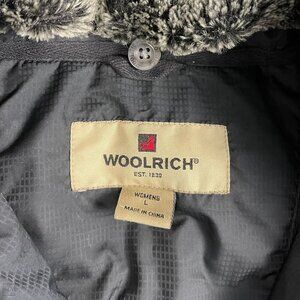 WOOLRICH®
EST. 1830
WOMENS
L
MADE IN CHINA